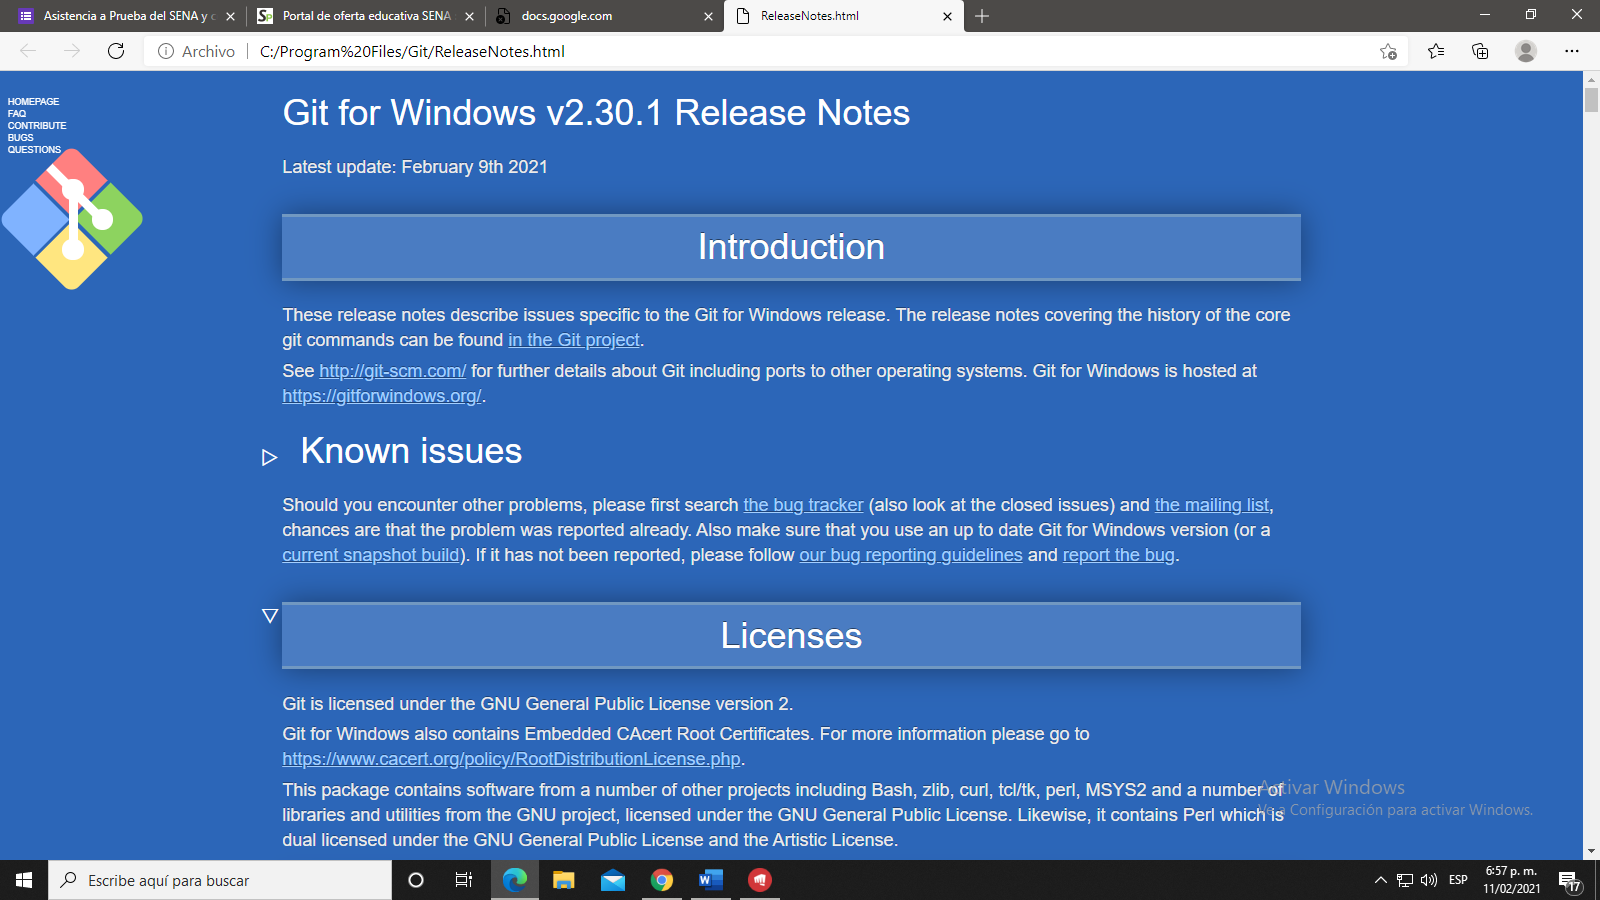 Asistencia a Prueba del SENA y c
Portal de oferta educativa SENA
docs.google.com
ReleaseNotes.html
Archivo
C:/Program%20Files/Git/ReleaseNotes.html
HOMEPAGE
FAQ
CONTRIBUTE
BUGS
QUESTIONS
Git for Windows v2.30.1 Release Notes
Latest update: February 9th 2021
Introduction
These release notes describe issues specific to the Git for Windows release. The release notes covering the history of the core
git commands can be found in the Git project.
See http://git-scm.com/ for further details about Git including ports to other operating systems. Git for Windows is hosted at
https://gitforwindows.org/.
Known issues
Should you encounter other problems, please first search the bug tracker (also look at the closed issues) and the mailing list,
chances are that the problem was reported already. Also make sure that you use an up to date Git for Windows version (or a
current snapshot build). If it has not been reported, please follow our bug reporting guidelines and report the bug.
Licenses
Git is licensed under the GNU General Public License version 2.
Git for Windows also contains Embedded CAcert Root Certificates. For more information please go to
https://www.cacert.org/policy/RootDistributionLicense.php.
This package contains software from a number of other projects including Bash, zlib, curl, tcl/tk, perl, MSYS2 and a number of
libraries and utilities from the GNU project, licensed under the GNU General Public License. Likewise, it contains Perl which is
dual licensed under the GNU General Public License and the Artistic License.
Activar Windows
Ve a Configuración para activar Windows.
Escribe aquí para buscar
ESP
6:57 p. m.
11/02/2021
17